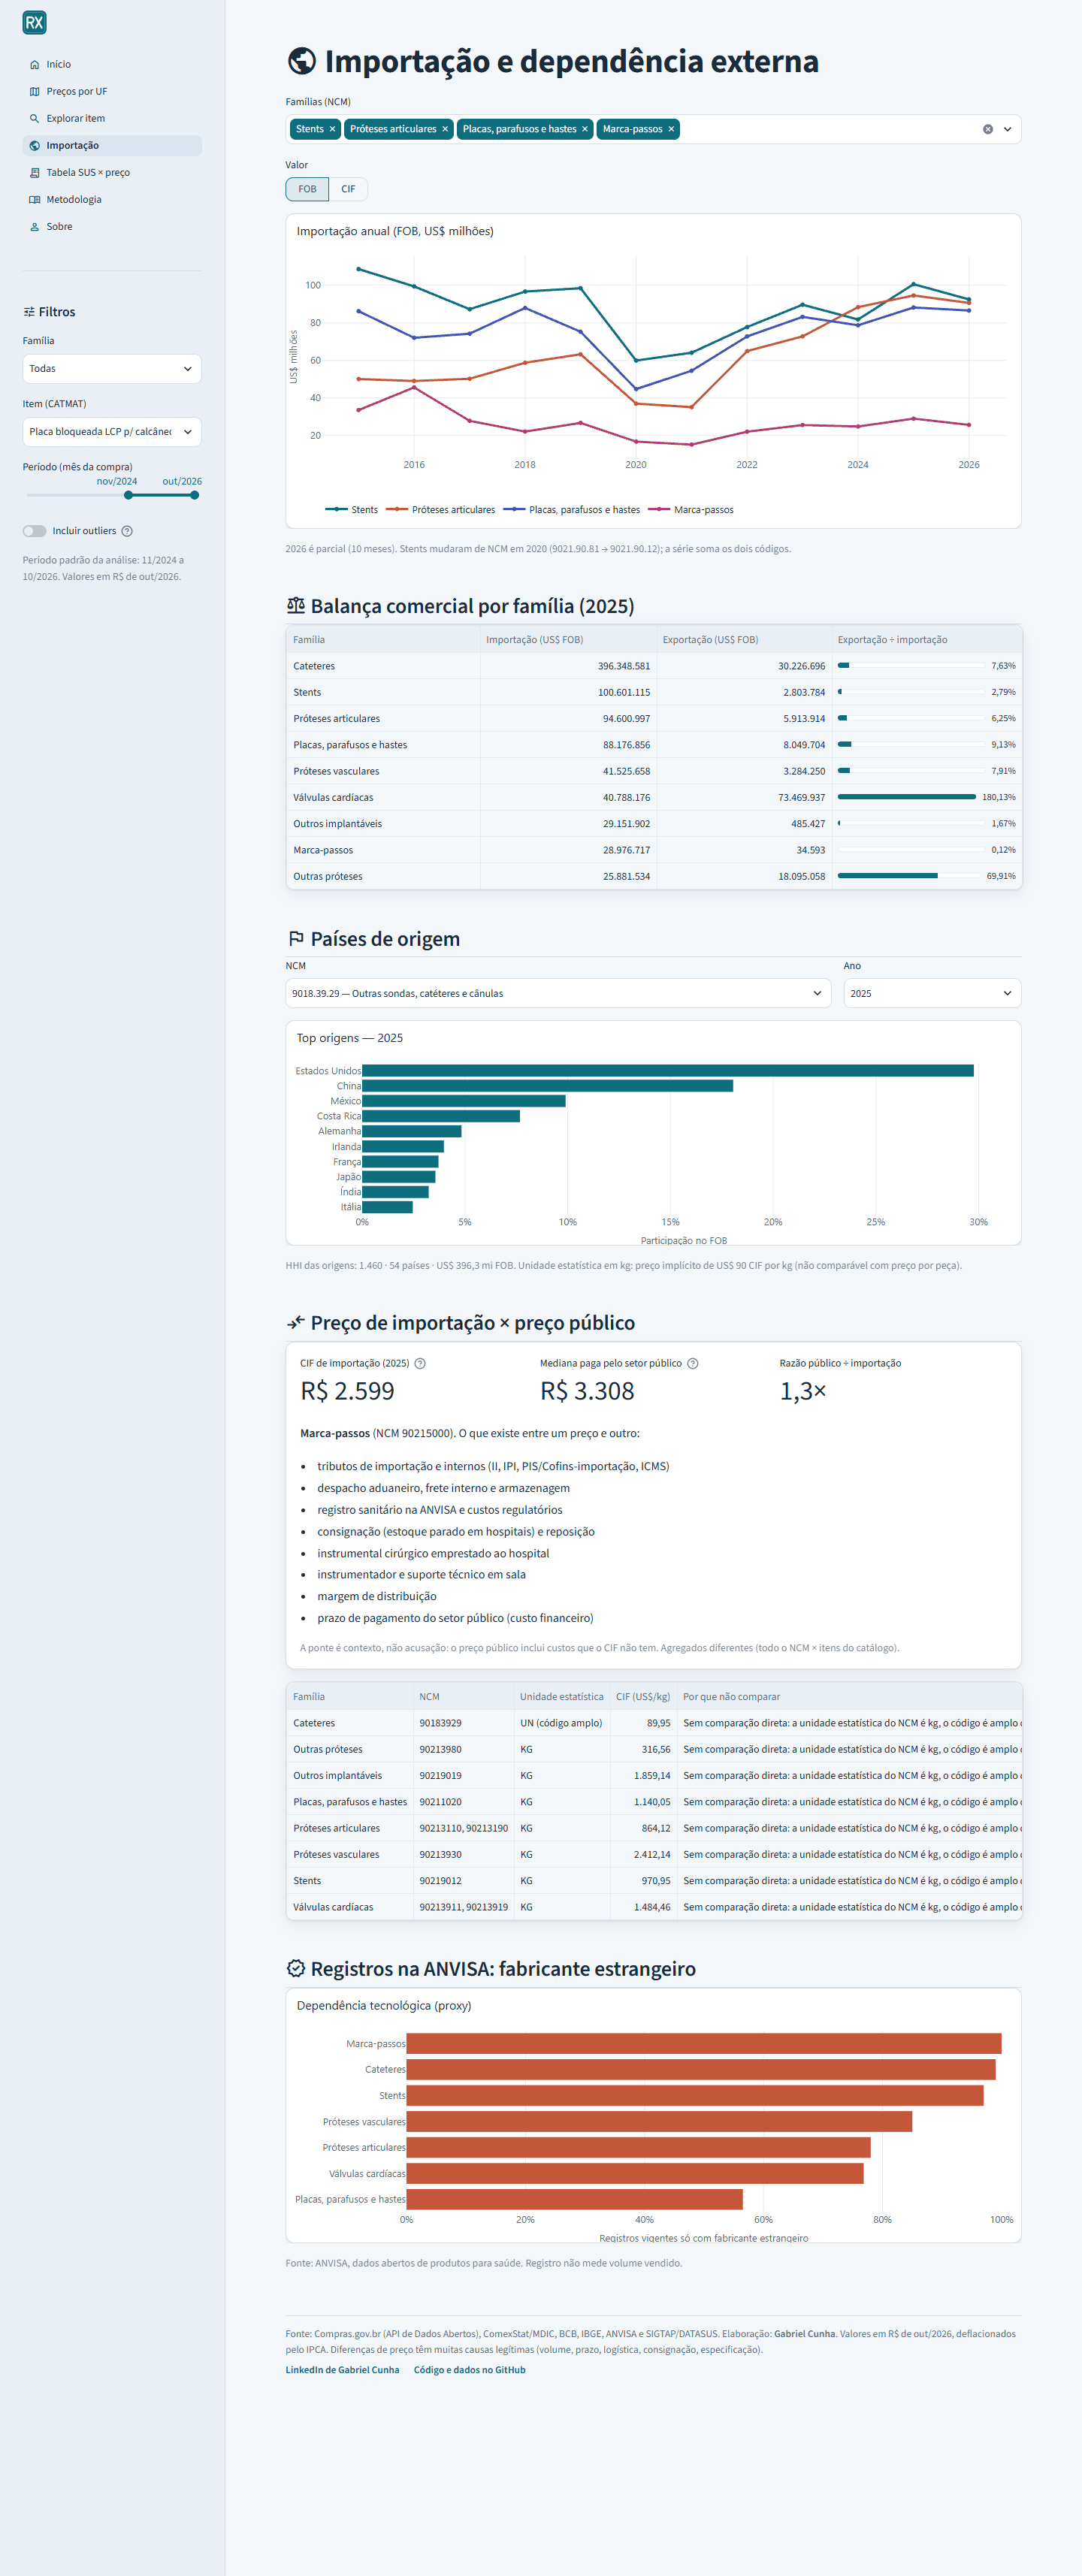 RX
Início
Preços por UF
Explorar item
Importação
Tabela SUS × preço
Metodologia
Sobre
Filtros
Família
Todas
Item (CATMAT)
Placa bloqueada LCP p/ calcâne
Período (mês da compra)
nov/2024 out/2026
Incluir outliers
Período padrão da análise: 11/2024 a
10/2026. Valores em R$ de out/2026.
Importação e dependência externa
Famílias (NCM)
Stents Próteses articulares Placas, parafusos e hastes Marca-passos
Valor
FOB CIF
Importação anual (FOB, US$ milhões)
US$ milhões
100
80
60
40
20
2016 2018 2020 2022 2024 2026
Stents Próteses articulares Placas, parafusos e hastes Marca-passos
2026 é parcial (10 meses). Stents mudaram de NCM em 2020 (9021.90.81 → 9021.90.12); a série soma os dois códigos.
Balança comercial por família (2025)
Família Importação (US$ FOB) Exportação (US$ FOB) Exportação ÷ importação
Cateteres 396.348.581 30.226.696 7,63%
Stents 100.601.115 2.803.784 2,79%
Próteses articulares 94.600.997 5.913.914 6,25%
Placas, parafusos e hastes 88.176.856 8.049.704 9,13%
Próteses vasculares 41.525.658 3.284.250 7,91%
Válvulas cardíacas 40.788.176 73.469.937 180,13%
Outros implantáveis 29.151.902 485.427 1,67%
Marca-passos 28.976.717 34.593 0,12%
Outras próteses 25.881.534 18.095.058 69,91%
Países de origem
NCM Ano
9018.39.29 — Outras sondas, catéteres e cânulas 2025
Top origens — 2025
Estados Unidos
China
México
Costa Rica
Alemanha
Irlanda
França
Japão
Índia
Itália
0% 5% 10% 15% 20% 25% 30%
Participação no FOB
HHI das origens: 1.460 · 54 países · US$ 396,3 mi FOB. Unidade estatística em kg: preço implícito de US$ 90 CIF por kg (não comparável com preço por peça).
Preço de importação × preço público
CIF de importação (2025) Mediana paga pelo setor público Razão público ÷ importação
R$ 2.599 R$ 3.308 1,3×
Marca-passos (NCM 90215000). O que existe entre um preço e outro:
• tributos de importação e internos (II, IPI, PIS/Cofins-importação, ICMS)
• despacho aduaneiro, frete interno e armazenagem
• registro sanitário na ANVISA e custos regulatórios
• consignação (estoque parado em hospitais) e reposição
• instrumental cirúrgico emprestado ao hospital
• instrumentador e suporte técnico em sala
• margem de distribuição
• prazo de pagamento do setor público (custo financeiro)
A ponte é contexto, não acusação: o preço público inclui custos que o CIF não tem. Agregados diferentes (todo o NCM × itens do catálogo).
Família NCM Unidade estatística CIF (US$/kg) Por que não comparar
Cateteres 90183929 UN (código amplo) 89,95 Sem comparação direta: a unidade estatística do NCM é kg, o código é amplo
Outras próteses 90213980 KG 316,56 Sem comparação direta: a unidade estatística do NCM é kg, o código é amplo
Outros implantáveis 90219019 KG 1.859,14 Sem comparação direta: a unidade estatística do NCM é kg, o código é amplo
Placas, parafusos e hastes 90211020 KG 1.140,05 Sem comparação direta: a unidade estatística do NCM é kg, o código é amplo
Próteses articulares 90213110, 90213190 KG 864,12 Sem comparação direta: a unidade estatística do NCM é kg, o código é amplo
Próteses vasculares 90213930 KG 2.412,14 Sem comparação direta: a unidade estatística do NCM é kg, o código é amplo
Stents 90219012 KG 970,95 Sem comparação direta: a unidade estatística do NCM é kg, o código é amplo
Válvulas cardíacas 90213911, 90213919 KG 1.484,46 Sem comparação direta: a unidade estatística do NCM é kg, o código é amplo
Registros na ANVISA: fabricante estrangeiro
Dependência tecnológica (proxy)
Marca-passos
Cateteres
Stents
Próteses vasculares
Próteses articulares
Válvulas cardíacas
Placas, parafusos e hastes
0% 20% 40% 60% 80% 100%
Registros vigentes só com fabricante estrangeiro
Fonte: ANVISA, dados abertos de produtos para saúde. Registro não mede volume vendido.
Fonte: Compras.gov.br (API de Dados Abertos), ComexStat/MDIC, BCB, IBGE, ANVISA e SIGTAP/DATASUS. Elaboração: Gabriel Cunha. Valores em R$ de out/2026, deflacionados
pelo IPCA. Diferenças de preço têm muitas causas legítimas (volume, prazo, logística, consignação, especificação).
LinkedIn de Gabriel Cunha Código e dados no GitHub